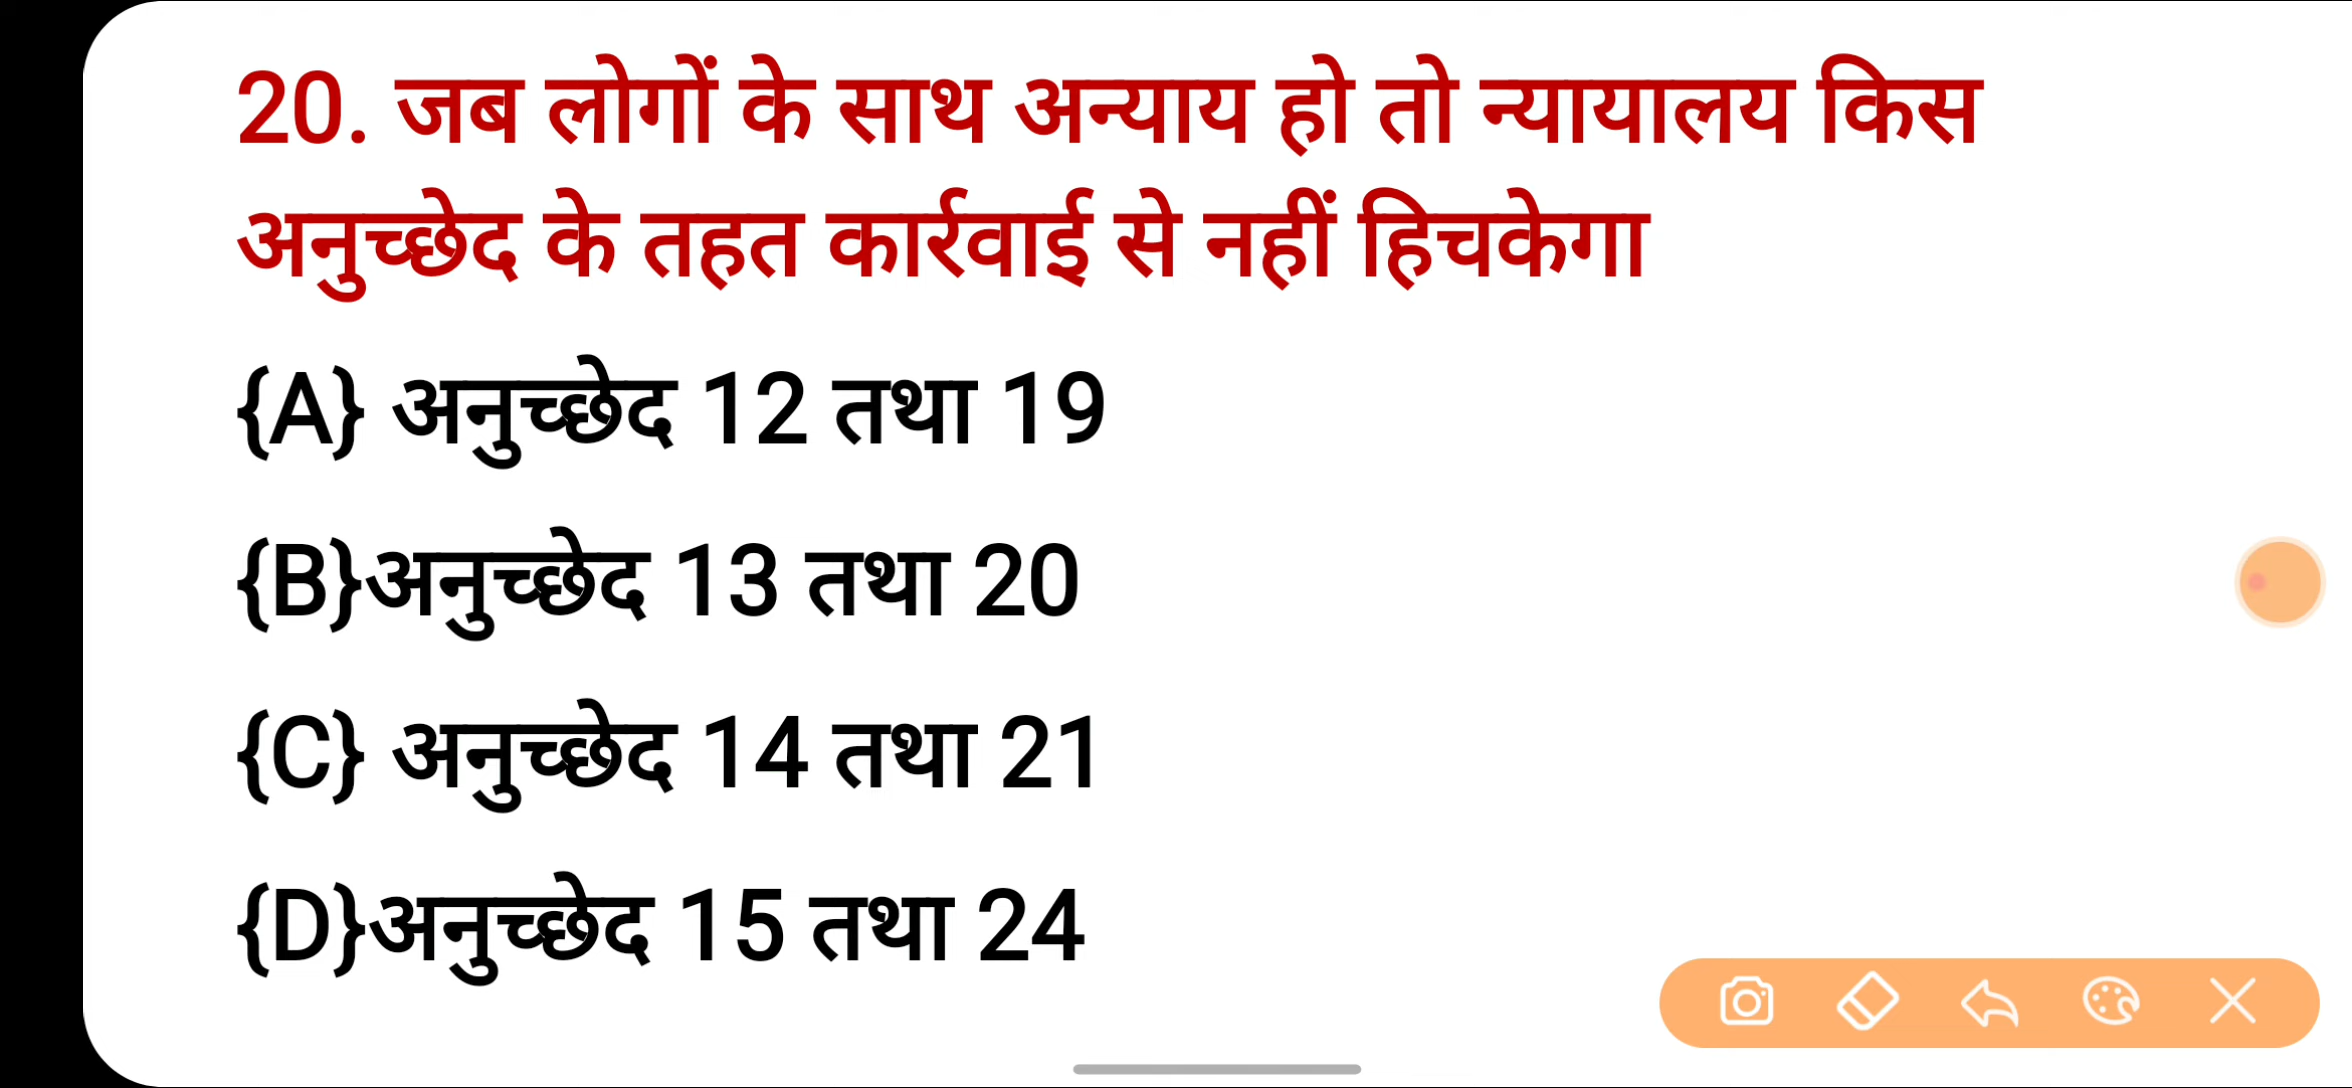 20. जब लोगों के साथ अन्याय हो तो न्यायालय किस
अनुच्छेद के तहत कार्रवाई से नहीं हिचकेगा
{A} अनुच्छेद 12 तथा 19
{B}अनुच्छेद 13 तथा 20
{C} अनुच्छेद 14 तथा 21
{D}अनुच्छेद 15 तथा 24